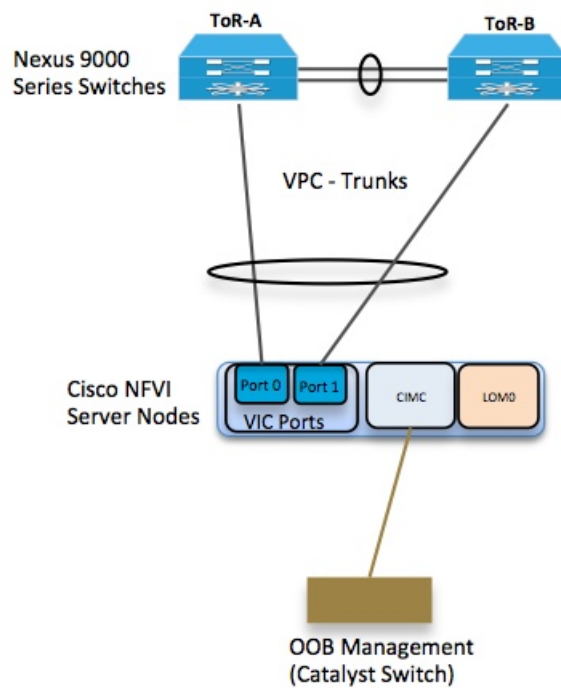 ToR-A
ToR-B
Nexus 9000
Series Switches
VPC - Trunks
Cisco NFVI
Server Nodes
Port 0
Port 1
VIC Ports
CIMC
LOM0
OOB Management
(Catalyst Switch)